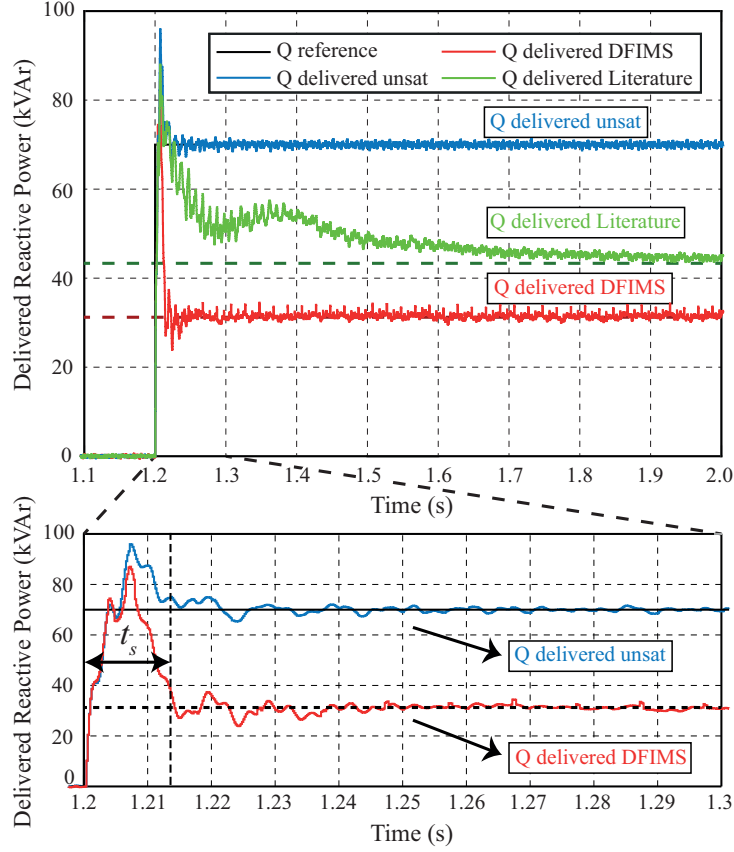 100
80
60
40
20
0
Delivered Reactive Power (kVAr)
Q reference
Q delivered DFIMS
Q delivered unsat
Q delivered Literature
Q delivered unsat
Q delivered Literature
Q delivered DFIMS
1.1 1.2 1.3 1.4 1.5 1.6 1.7 1.8 1.9 2.0
Time (s)
100
80
60
40
20
0
Delivered Reactive Power (kVAr)
t_s
Q delivered unsat
Q delivered DFIMS
1.2 1.21 1.22 1.23 1.24 1.25 1.26 1.27 1.28 1.29 1.3
Time (s)